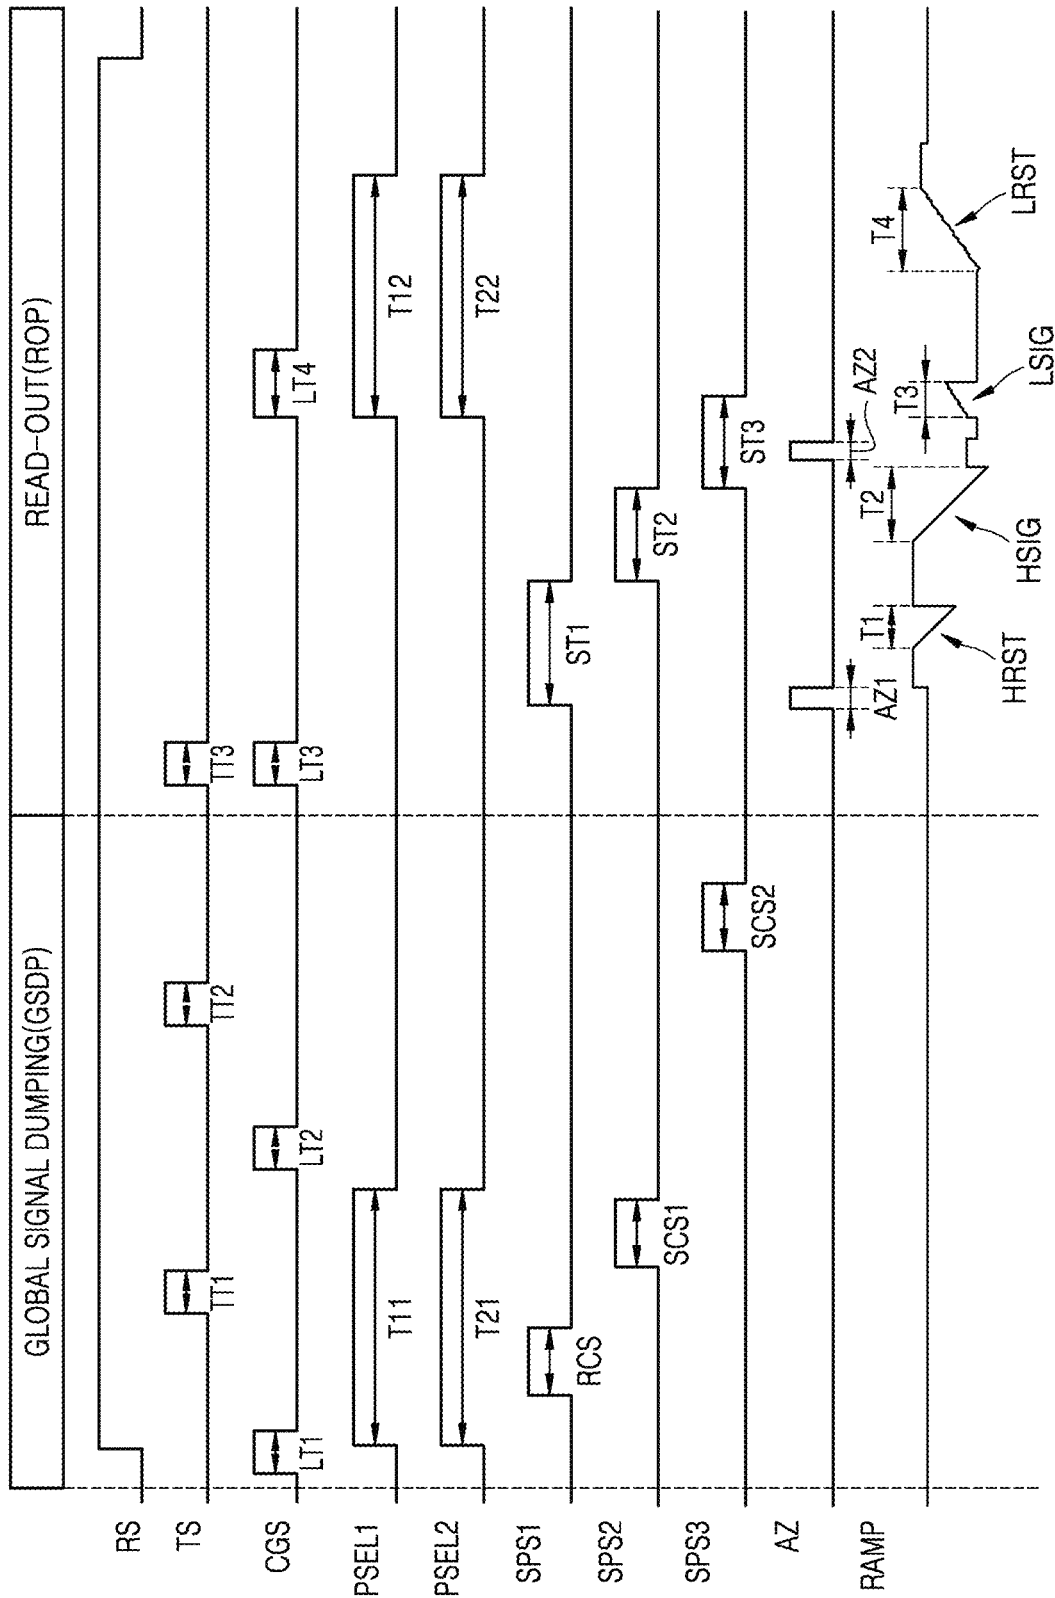 GLOBAL SIGNAL DUMPING(GSDP)
READ-OUT(ROP)
RS
TS
TT1
TT2
TT3
CGS
LT1
LT2
LT3
LT4
PSEL1
T11
T12
PSEL2
T21
T22
SPS1
RCS
ST1
SPS2
SCS1
ST2
SPS3
SCS2
ST3
AZ
AZ1
AZ2
RAMP
T1
T2
T3
T4
HRST
HSIG
LSIG
LRST